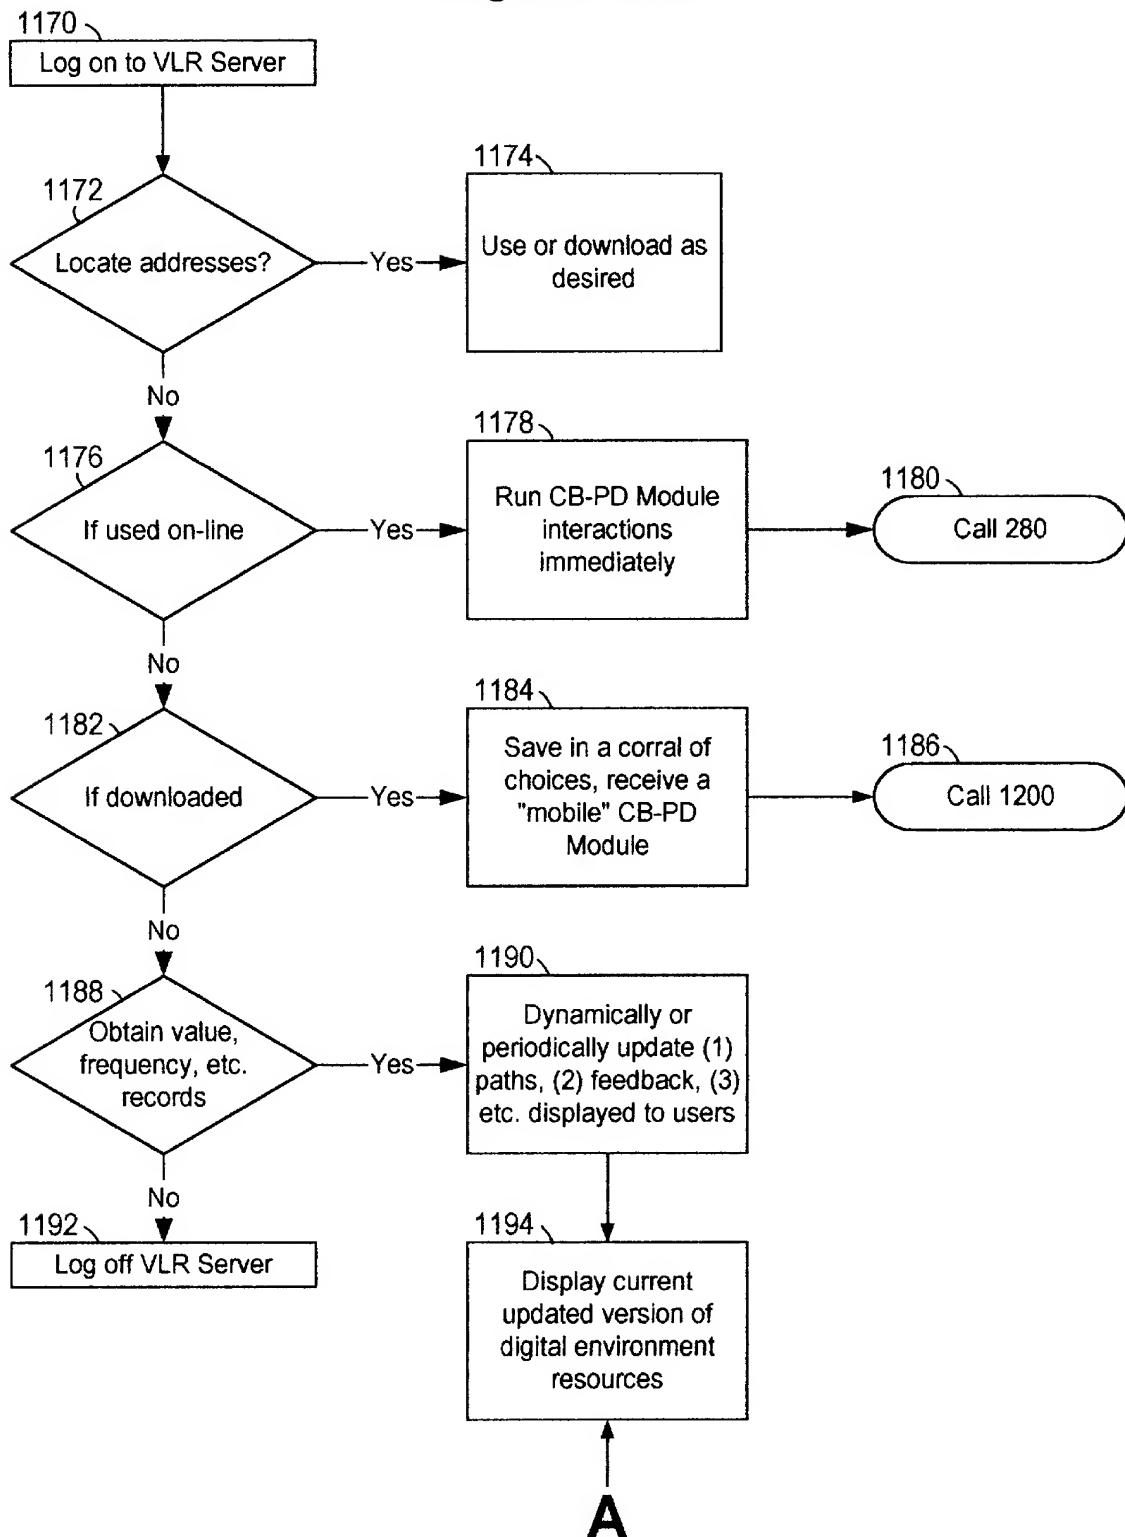 1170
Log on to VLR Server
1172
Locate addresses?
Yes
1174
Use or download as
desired
No
1176
If used on-line
Yes
1178
Run CB-PD Module
interactions
immediately
1180
Call 280
No
1182
If downloaded
Yes
1184
Save in a corral of
choices, receive a
"mobile" CB-PD
Module
1186
Call 1200
No
1188
Obtain value,
frequency, etc.
records
Yes
1190
Dynamically or
periodically update (1)
paths, (2) feedback, (3)
etc. displayed to users
No
1192
Log off VLR Server
1194
Display current
updated version of
digital environment
resources
A